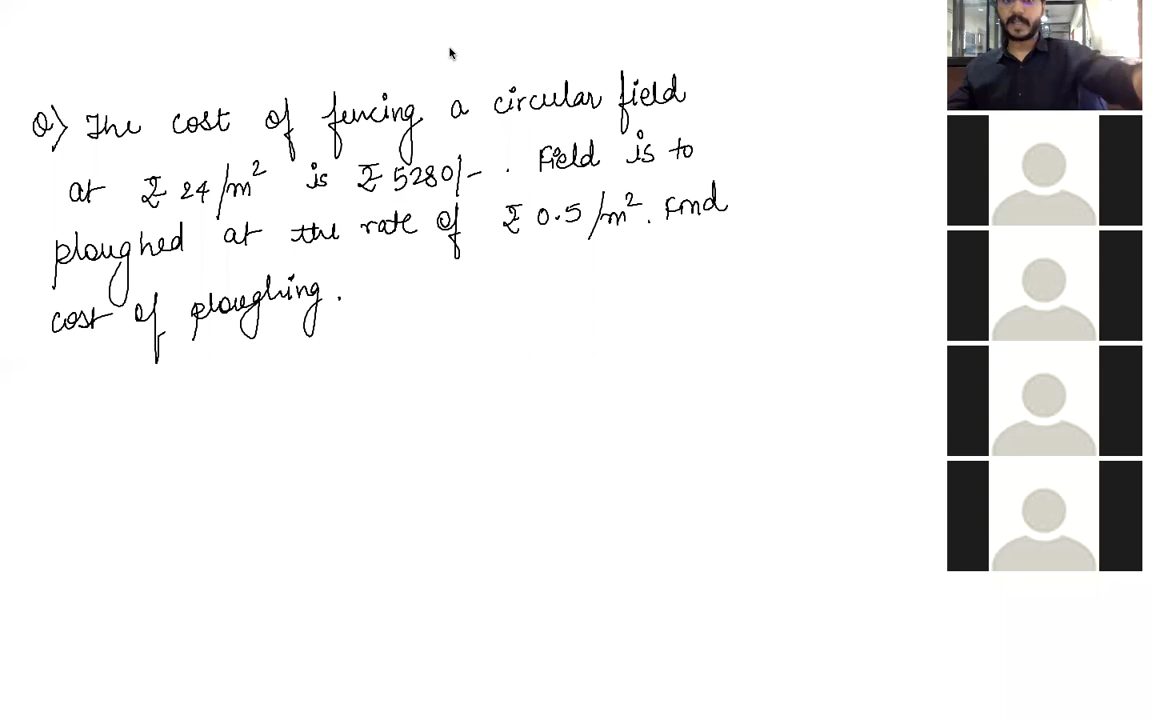 Q) The cost of fencing a circular field
at ₹ 24/m² is ₹ 5280/- . Field is to
ploughed at the rate of ₹ 0.5/m². Find
cost of ploughing.